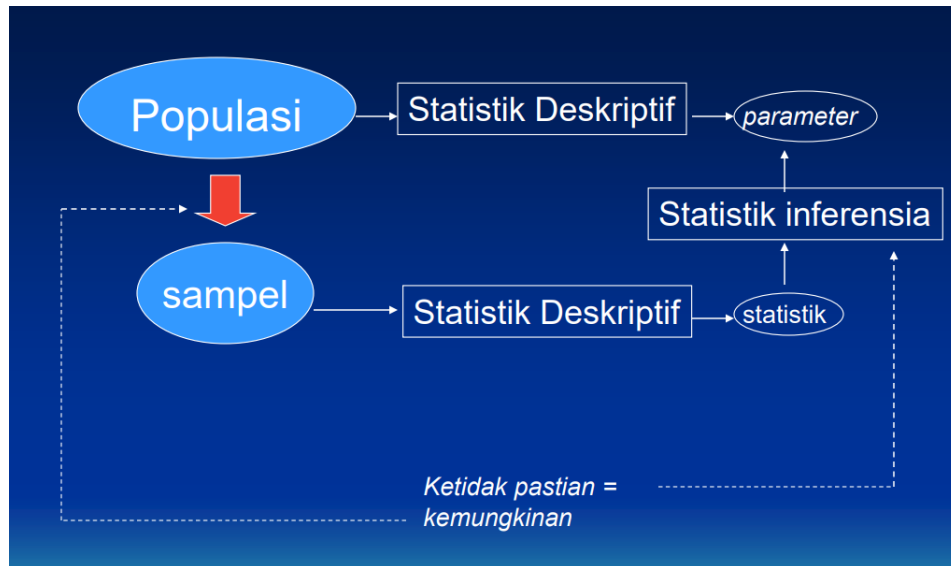 Populasi
Statistik Deskriptif
parameter
Statistik inferensia
sampel
Statistik Deskriptif
statistik
Ketidak pastian =
kemungkinan